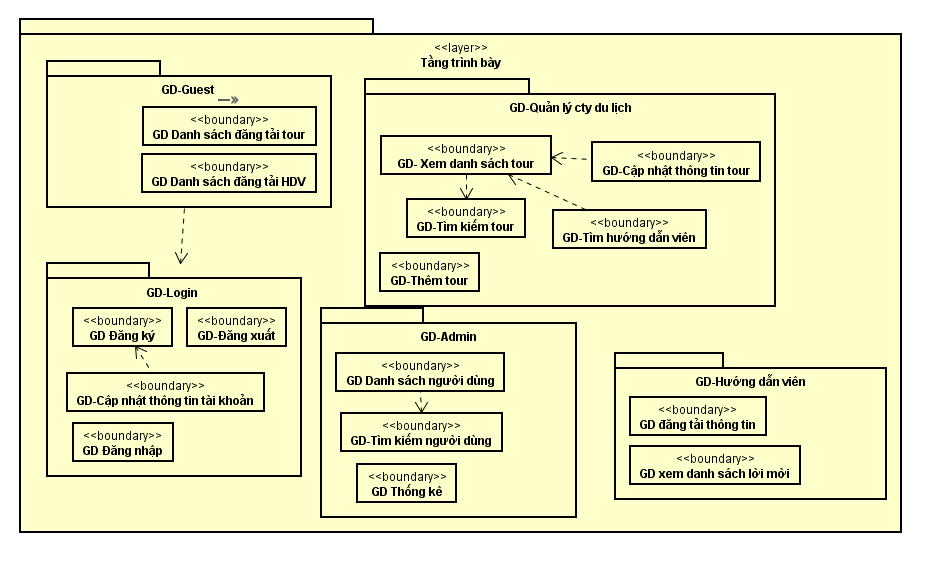 <<layer>>
Tầng trình bày
GD-Guest
<<boundary>>
GD Danh sách đăng tải tour
<<boundary>>
GD Danh sách đăng tải HDV
GD-Quản lý cty du lịch
<<boundary>>
GD- Xem danh sách tour
<<boundary>>
GD-Cập nhật thông tin tour
<<boundary>>
GD-Tìm kiếm tour
<<boundary>>
GD-Tìm hướng dẫn viên
<<boundary>>
GD-Thêm tour
GD-Login
<<boundary>>
GD Đăng ký
<<boundary>>
GD-Đăng xuất
<<boundary>>
GD-Cập nhật thông tin tài khoản
<<boundary>>
GD Đăng nhập
GD-Admin
<<boundary>>
GD Danh sách người dùng
<<boundary>>
GD-Tìm kiếm người dùng
<<boundary>>
GD Thống kê
GD-Hướng dẫn viên
<<boundary>>
GD đăng tải thông tin
<<boundary>>
GD xem danh sách lời mời